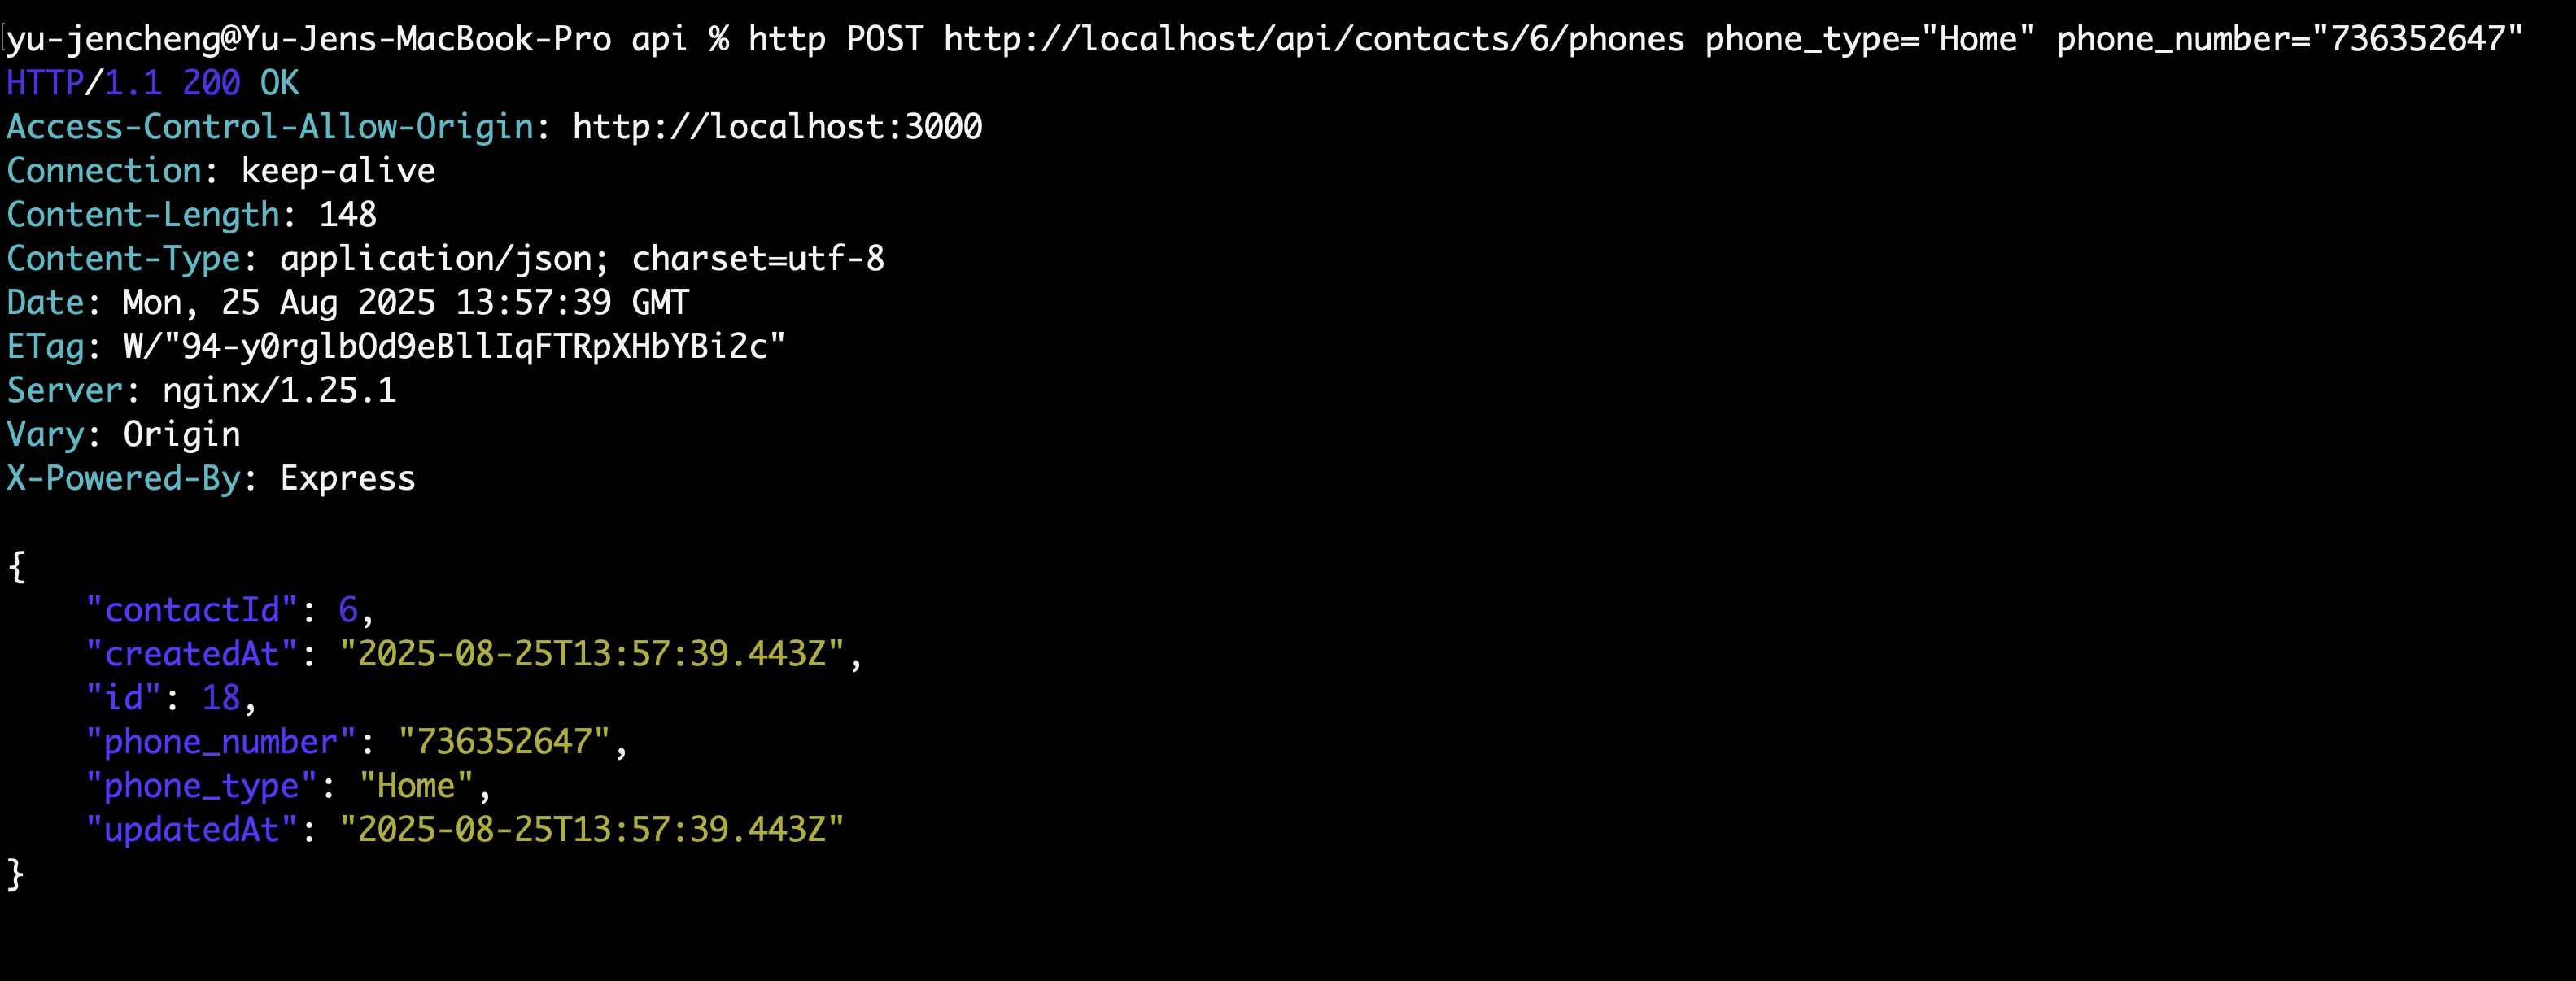 yu-jencheng@Yu-Jens-MacBook-Pro api % http POST http://localhost/api/contacts/6/phones phone_type="Home" phone_number="736352647"
HTTP/1.1 200 OK
Access-Control-Allow-Origin: http://localhost:3000
Connection: keep-alive
Content-Length: 148
Content-Type: application/json; charset=utf-8
Date: Mon, 25 Aug 2025 13:57:39 GMT
ETag: W/"94-y0rglbOd9eBllIqFTRpXHbYBi2c"
Server: nginx/1.25.1
Vary: Origin
X-Powered-By: Express

{
    "contactId": 6,
    "createdAt": "2025-08-25T13:57:39.443Z",
    "id": 18,
    "phone_number": "736352647",
    "phone_type": "Home",
    "updatedAt": "2025-08-25T13:57:39.443Z"
}